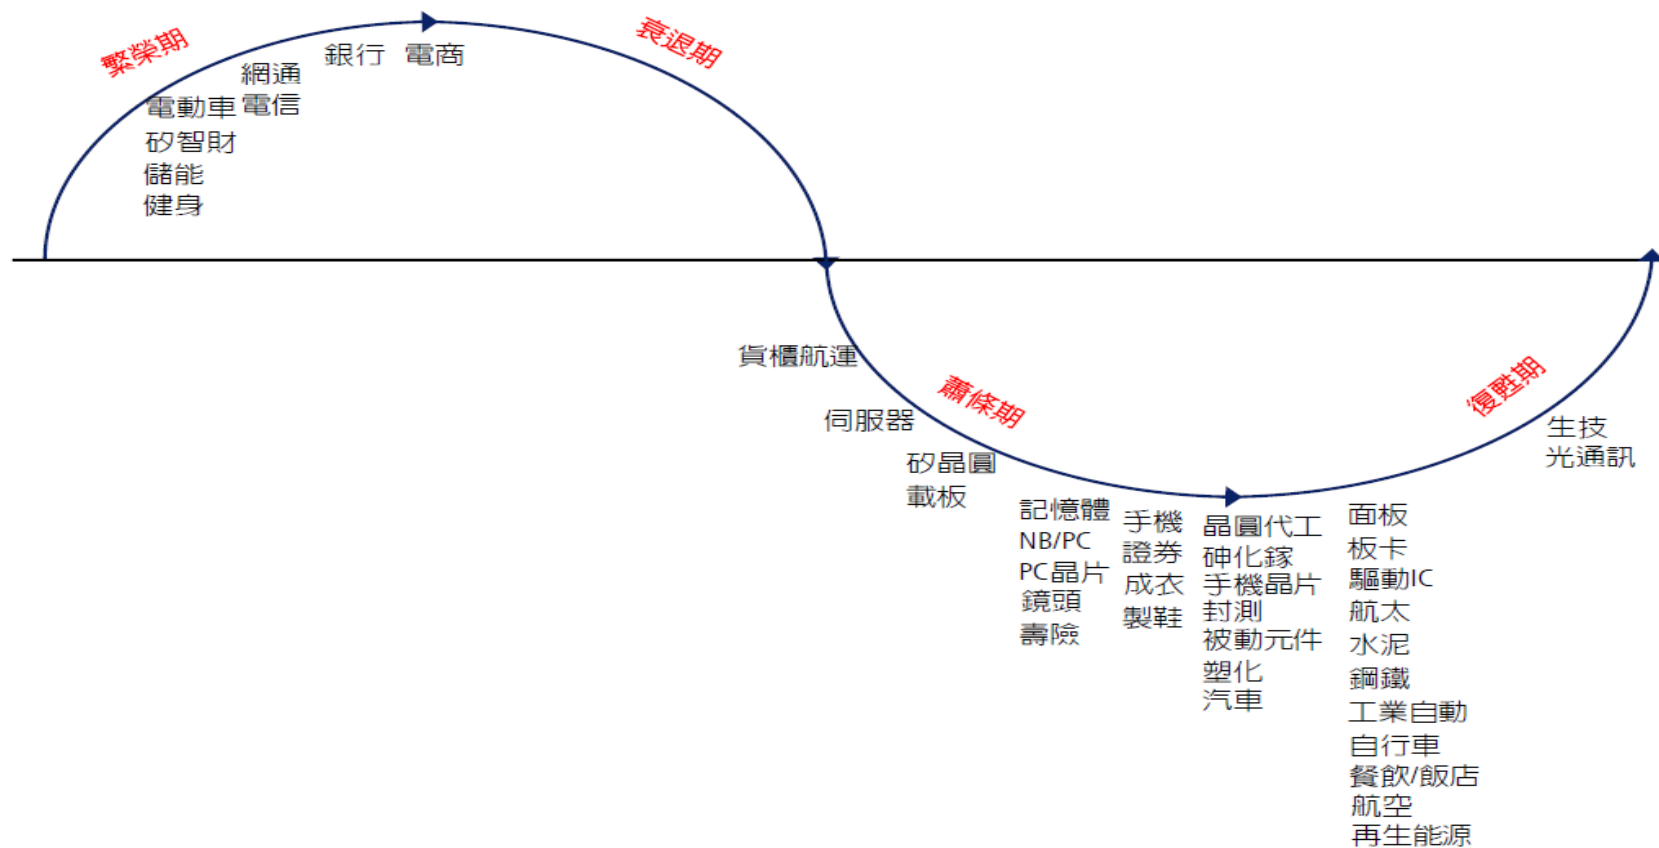 繁榮期
衰退期
銀行 電商
網通
電信
電動車
矽智財
儲能
健身
貨櫃航運
蕭條期
復甦期
伺服器
生技
光通訊
矽晶圓
載板
記憶體
NB/PC
PC晶片
鏡頭
壽險
手機
證券
成衣
製鞋
晶圓代工
砷化鎵
手機晶片
封測
被動元件
塑化
汽車
面板
板卡
驅動IC
航太
水泥
鋼鐵
工業自動
自行車
餐飲/飯店
航空
再生能源